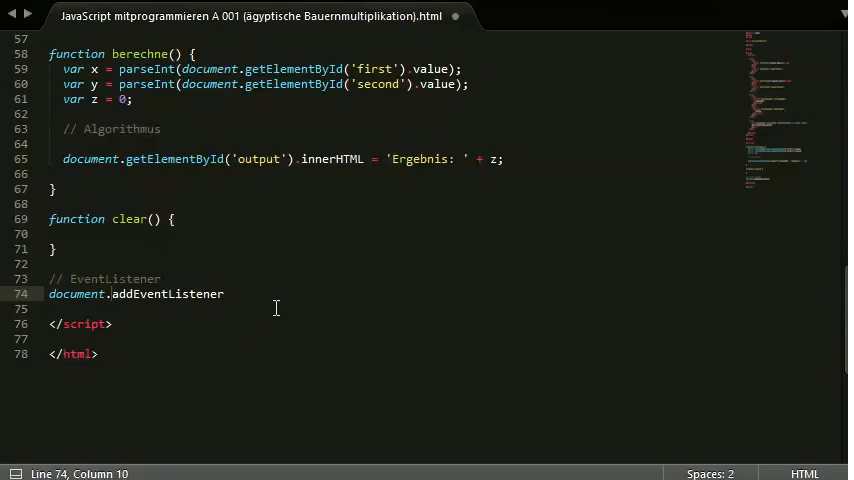 JavaScript mitprogrammieren A 001 (ägyptische Bauernmultiplikation).html
57
58 function berechne() {
59 var x = parseInt(document.getElementById('first').value);
60 var y = parseInt(document.getElementById('second').value);
61 var z = 0;
62
63 // Algorithmus
64
65 document.getElementById('output').innerHTML = 'Ergebnis: ' + z;
66
67 }
68
69 function clear() {
70
71 }
72
73 // EventListener
74 document.addEventListener
75
76 </script>
77
78 </html>
Line 74, Column 10 Spaces: 2 HTML